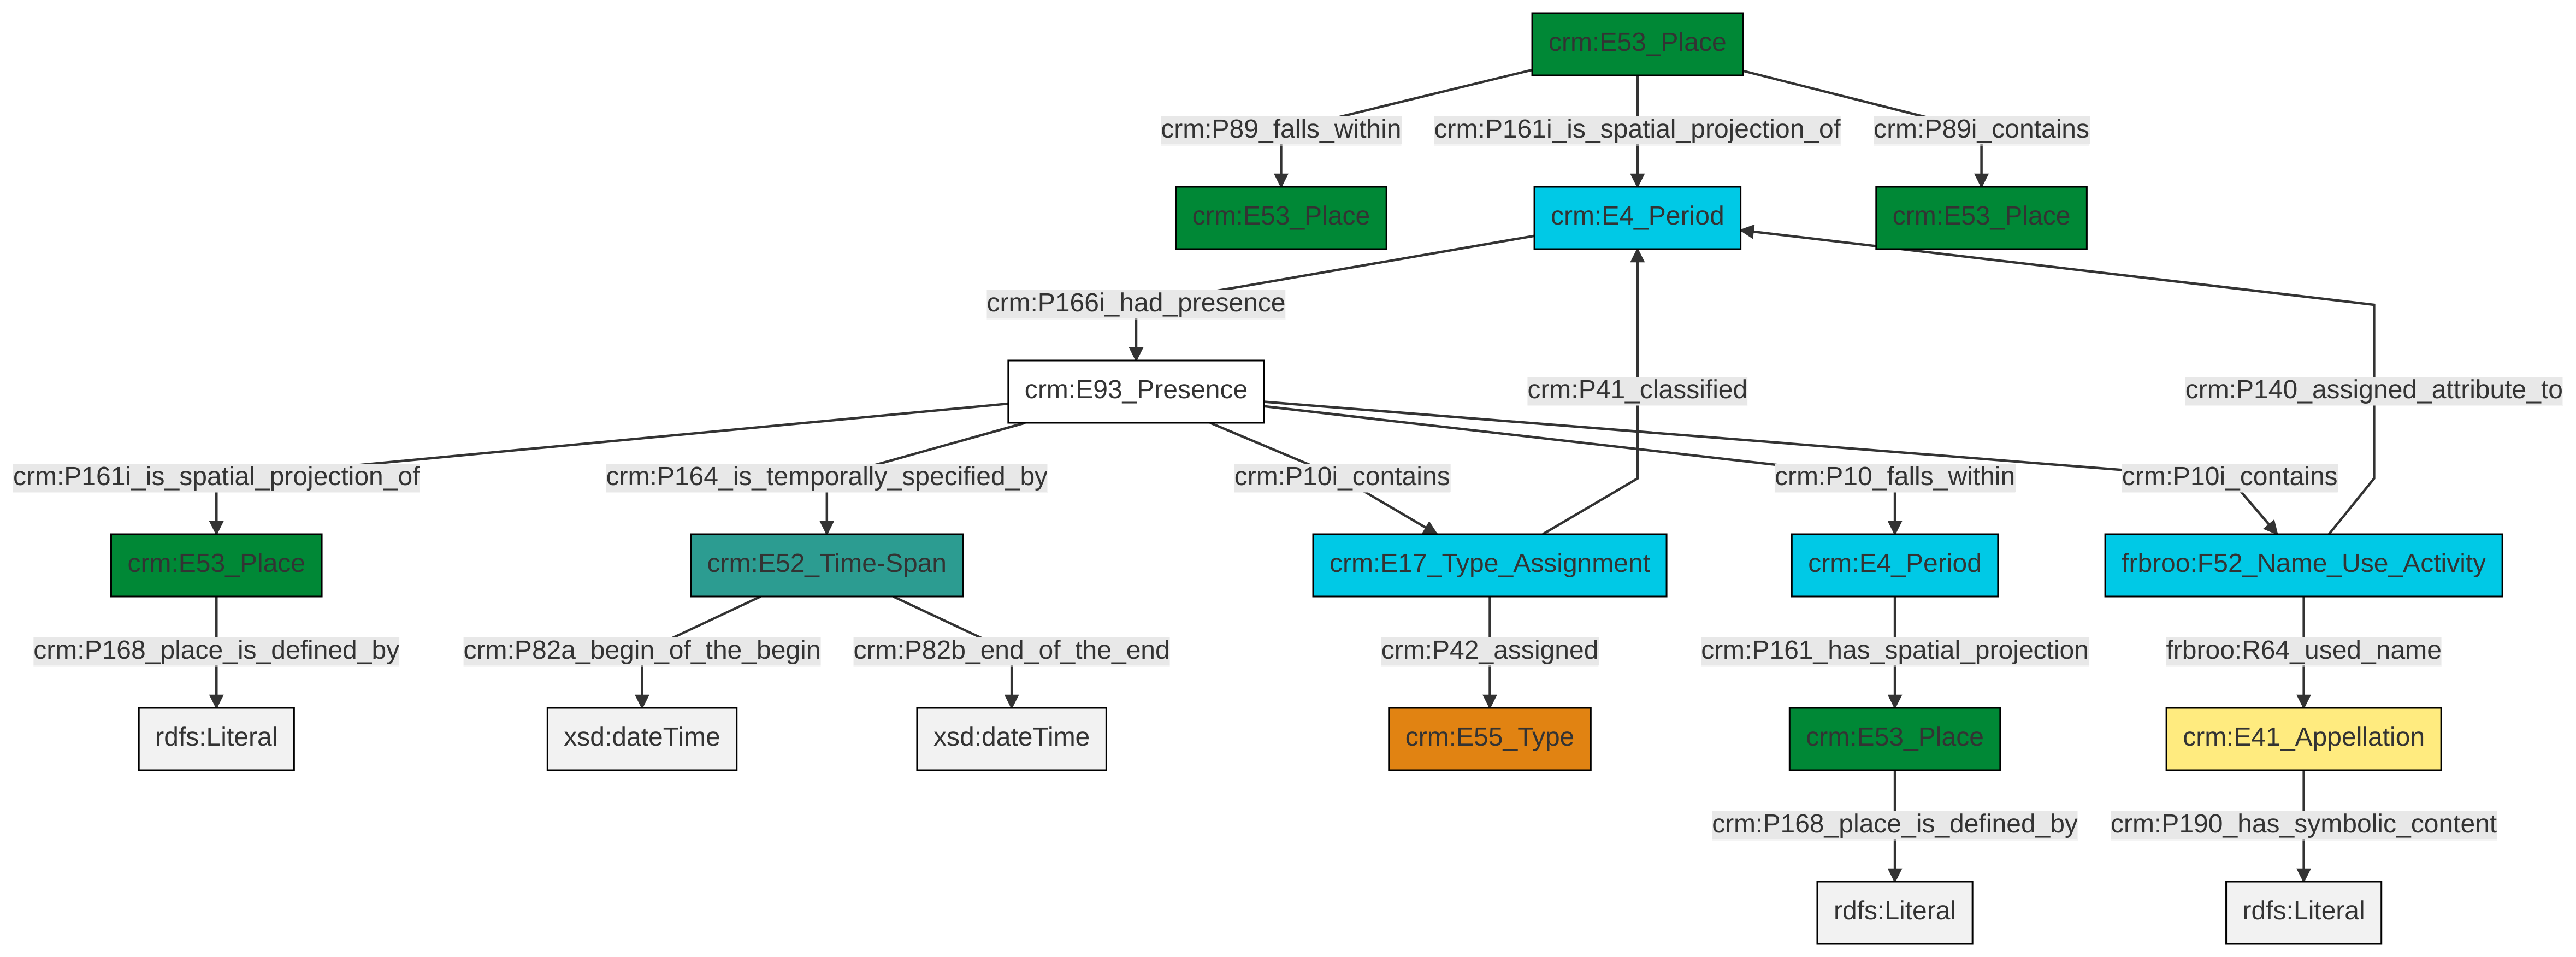 crm:E53_Place
crm:P89_falls_within
crm:P161i_is_spatial_projection_of
crm:P89i_contains
crm:E53_Place
crm:E4_Period
crm:E53_Place
crm:P166i_had_presence
crm:E93_Presence
crm:P41_classified
crm:P140_assigned_attribute_to
crm:P161i_is_spatial_projection_of
crm:P164_is_temporally_specified_by
crm:P10i_contains
crm:P10_falls_within
crm:P10i_contains
crm:E53_Place
crm:E52_Time-Span
crm:E17_Type_Assignment
crm:E4_Period
frbroo:F52_Name_Use_Activity
crm:P168_place_is_defined_by
crm:P82a_begin_of_the_begin
crm:P82b_end_of_the_end
crm:P42_assigned
crm:P161_has_spatial_projection
frbroo:R64_used_name
rdfs:Literal
xsd:dateTime
xsd:dateTime
crm:E55_Type
crm:E53_Place
crm:E41_Appellation
crm:P168_place_is_defined_by
crm:P190_has_symbolic_content
rdfs:Literal
rdfs:Literal